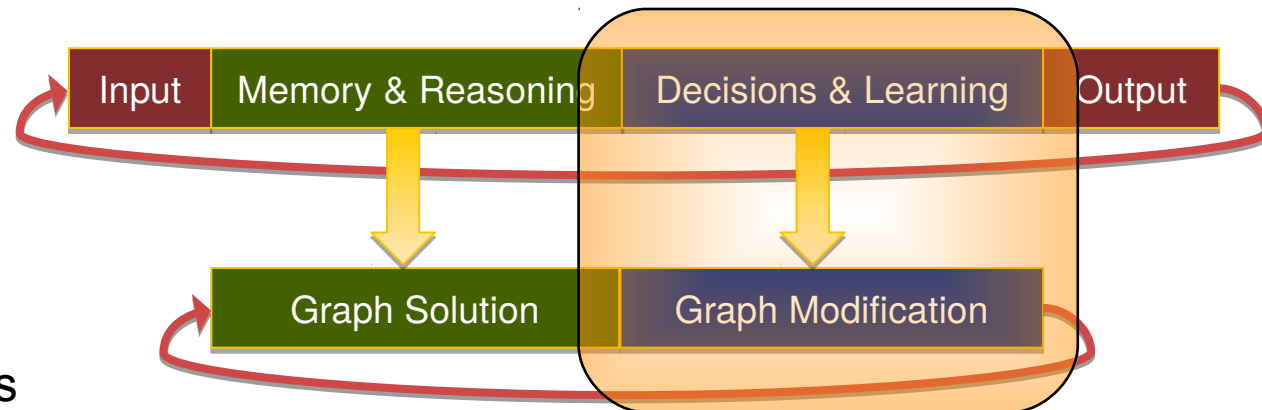 Input Memory & Reasoning Decisions & Learning Output
Graph Solution Graph Modification
s